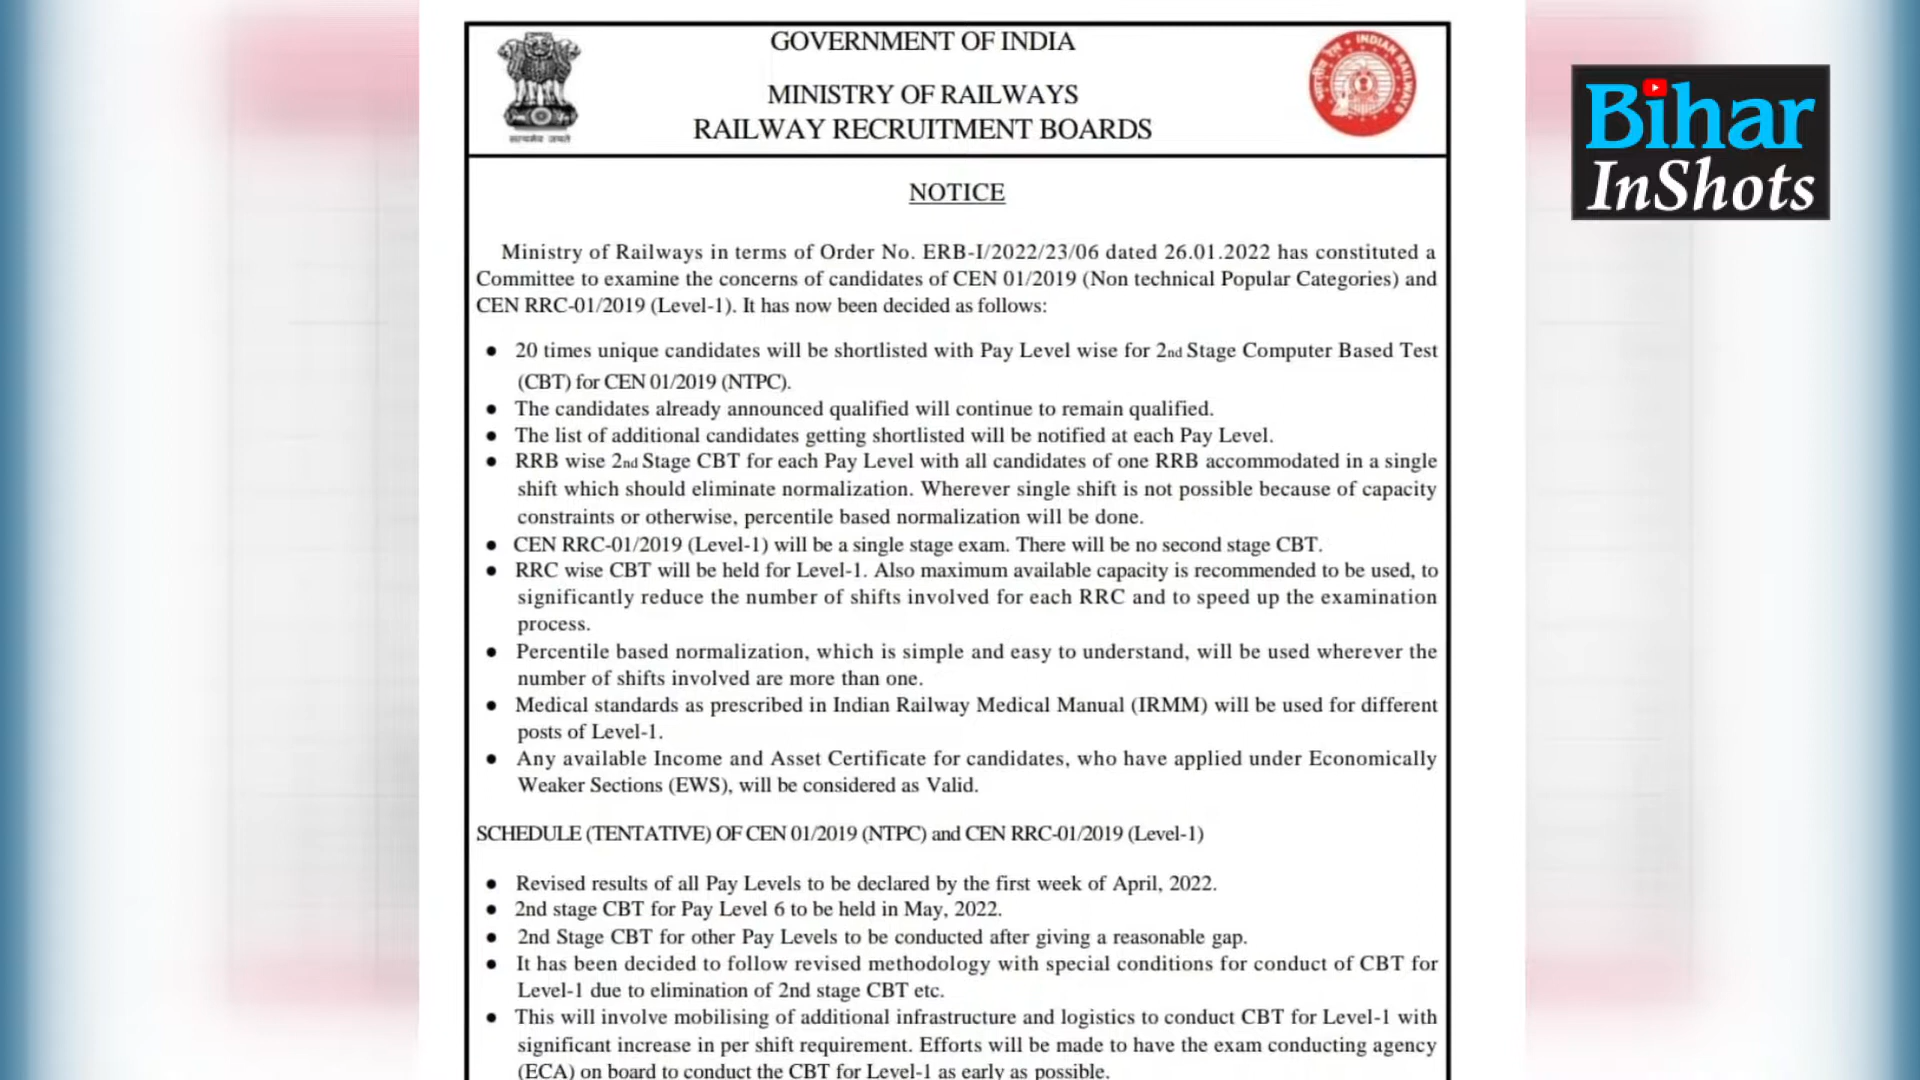 GOVERNMENT OF INDIA
MINISTRY OF RAILWAYS
RAILWAY RECRUITMENT BOARDS
सत्यमेव जयते
INDIAN RAILWAYS
भारतीय रेल
Bihar
InShots
NOTICE
Ministry of Railways in terms of Order No. ERB-I/2022/23/06 dated 26.01.2022 has constituted a
Committee to examine the concerns of candidates of CEN 01/2019 (Non technical Popular Categories) and
CEN RRC-01/2019 (Level-1). It has now been decided as follows:
● 20 times unique candidates will be shortlisted with Pay Level wise for 2nd Stage Computer Based Test
(CBT) for CEN 01/2019 (NTPC).
● The candidates already announced qualified will continue to remain qualified.
● The list of additional candidates getting shortlisted will be notified at each Pay Level.
● RRB wise 2nd Stage CBT for each Pay Level with all candidates of one RRB accommodated in a single
shift which should eliminate normalization. Wherever single shift is not possible because of capacity
constraints or otherwise, percentile based normalization will be done.
● CEN RRC-01/2019 (Level-1) will be a single stage exam. There will be no second stage CBT.
● RRC wise CBT will be held for Level-1. Also maximum available capacity is recommended to be used, to
significantly reduce the number of shifts involved for each RRC and to speed up the examination
process.
● Percentile based normalization, which is simple and easy to understand, will be used wherever the
number of shifts involved are more than one.
● Medical standards as prescribed in Indian Railway Medical Manual (IRMM) will be used for different
posts of Level-1.
● Any available Income and Asset Certificate for candidates, who have applied under Economically
Weaker Sections (EWS), will be considered as Valid.
SCHEDULE (TENTATIVE) OF CEN 01/2019 (NTPC) and CEN RRC-01/2019 (Level-1)
● Revised results of all Pay Levels to be declared by the first week of April, 2022.
● 2nd stage CBT for Pay Level 6 to be held in May, 2022.
● 2nd Stage CBT for other Pay Levels to be conducted after giving a reasonable gap.
● It has been decided to follow revised methodology with special conditions for conduct of CBT for
Level-1 due to elimination of 2nd stage CBT etc.
● This will involve mobilising of additional infrastructure and logistics to conduct CBT for Level-1 with
significant increase in per shift requirement. Efforts will be made to have the exam conducting agency
(ECA) on board to conduct the CBT for Level-1 as early as possible.